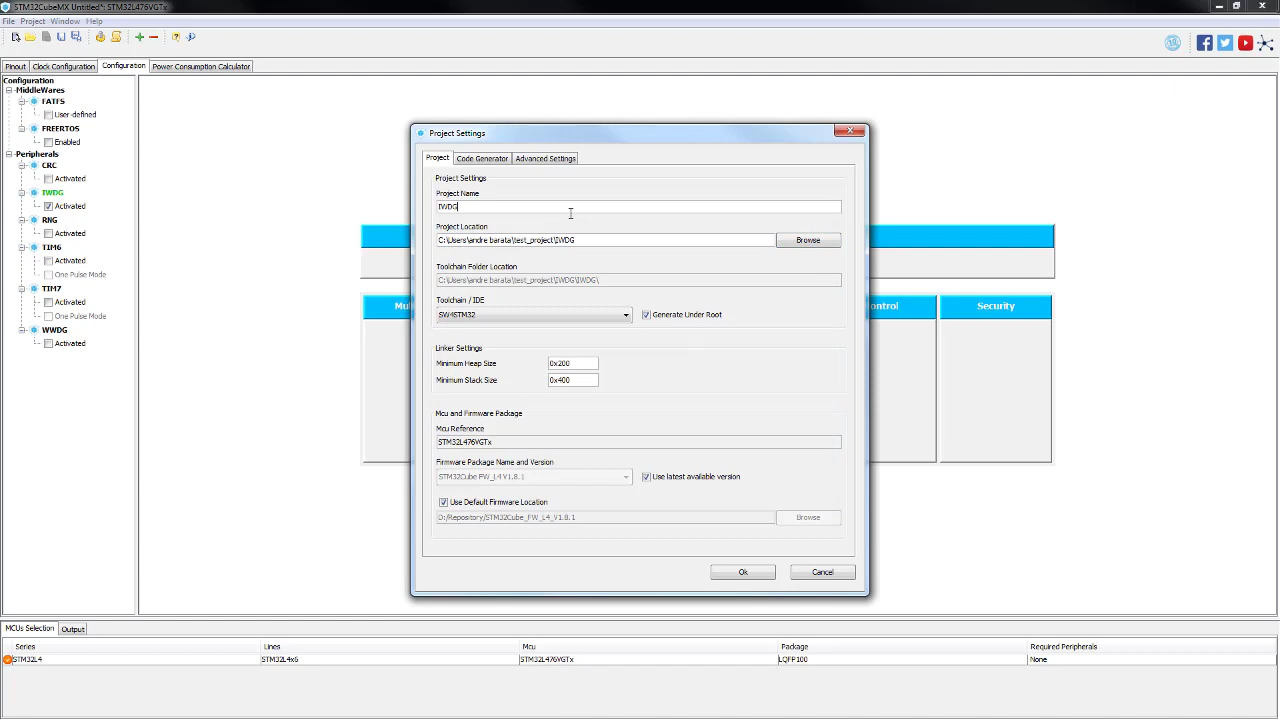 STM32CubeMX Untitled*: STM32L476VGTx
File Project Window Help
Pinout Clock Configuration Configuration Power Consumption Calculator
Configuration
MiddleWares
FATFS
User-defined
FREERTOS
Enabled
Peripherals
CRC
Activated
IWDG
Activated
RNG
Activated
TIM6
Activated
One Pulse Mode
TIM7
Activated
One Pulse Mode
WWDG
Activated
Mu
ontrol
Security
Project Settings
Project Code Generator Advanced Settings
Project Settings
Project Name
IWDG
Project Location
C:\Users\andre barata\test_project\IWDG Browse
Toolchain Folder Location
C:\Users\andre barata\test_project\IWDG\IWDG\
Toolchain / IDE
SW4STM32 Generate Under Root
Linker Settings
Minimum Heap Size 0x200
Minimum Stack Size 0x400
Mcu and Firmware Package
Mcu Reference
STM32L476VGTx
Firmware Package Name and Version
STM32Cube FW_L4 V1.8.1 Use latest available version
Use Default Firmware Location
D:/Repository/STM32Cube_FW_L4_V1.8.1 Browse
Ok Cancel
MCUs Selection Output
Series Lines Mcu Package Required Peripherals
STM32L4 STM32L4x6 STM32L476VGTx LQFP100 None